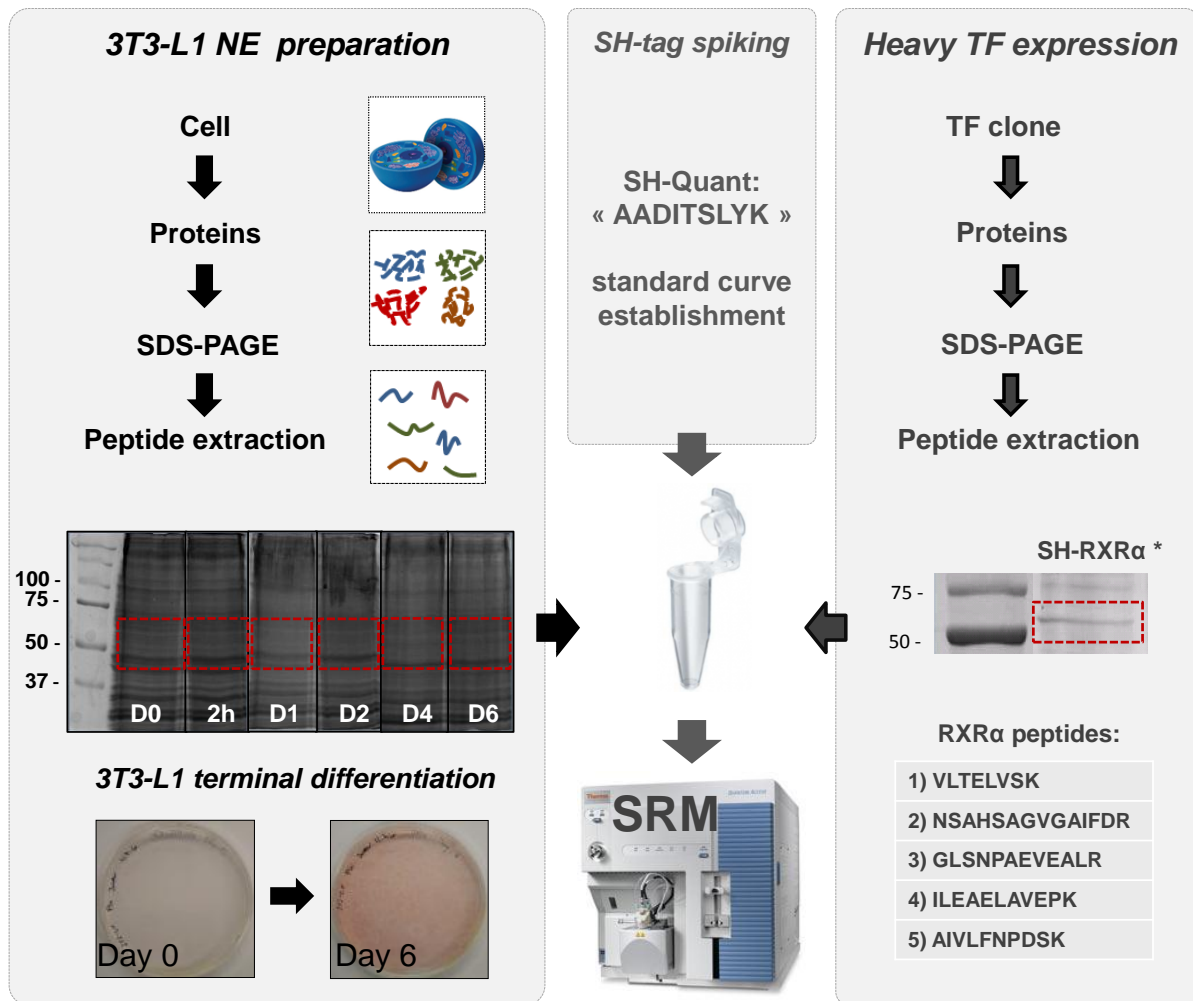 3T3-L1 NE preparation
Cell
Proteins
SDS-PAGE
Peptide extraction
100 -
75 -
50 -
37 -
D0
2h
D1
D2
D4
D6
3T3-L1 terminal differentiation
Day 0
Day 6
SH-tag spiking
SH-Quant:
« AADITSLYK »
standard curve
establishment
SRM
Heavy TF expression
TF clone
Proteins
SDS-PAGE
Peptide extraction
SH-RXRα *
75 -
50 -
RXRα peptides:
1) VLTELVSK
2) NSAHSAGVGAIFDR
3) GLSNPAEVEALR
4) ILEAELAVEPK
5) AIVLFNPDSK